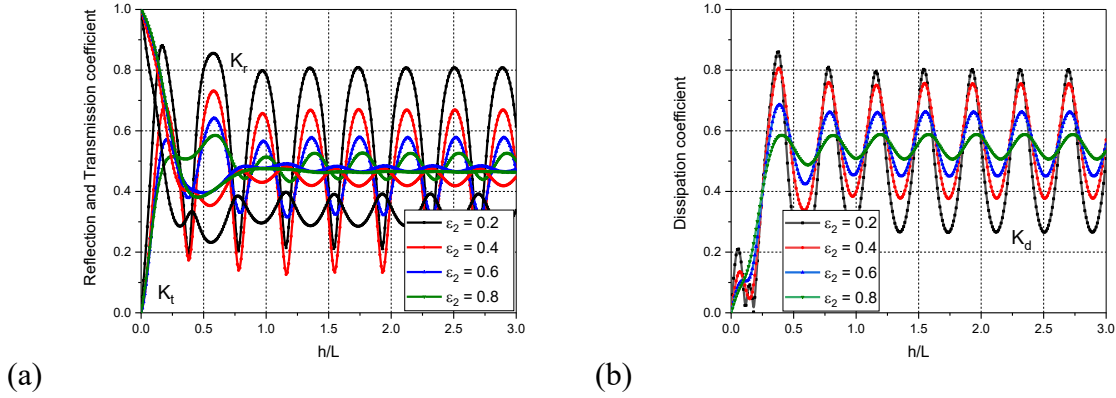 Reflection and Transmission coefficient
1.0
0.8
0.6
0.4
0.2
0.0
K_r
K_t
ε₂ = 0.2
ε₂ = 0.4
ε₂ = 0.6
ε₂ = 0.8
0.0 0.5 1.0 1.5 2.0 2.5 3.0
h/L
(a)
Dissipation coefficient
1.0
0.8
0.6
0.4
0.2
0.0
K_d
ε₂ = 0.2
ε₂ = 0.4
ε₂ = 0.6
ε₂ = 0.8
0.0 0.5 1.0 1.5 2.0 2.5 3.0
h/L
(b)